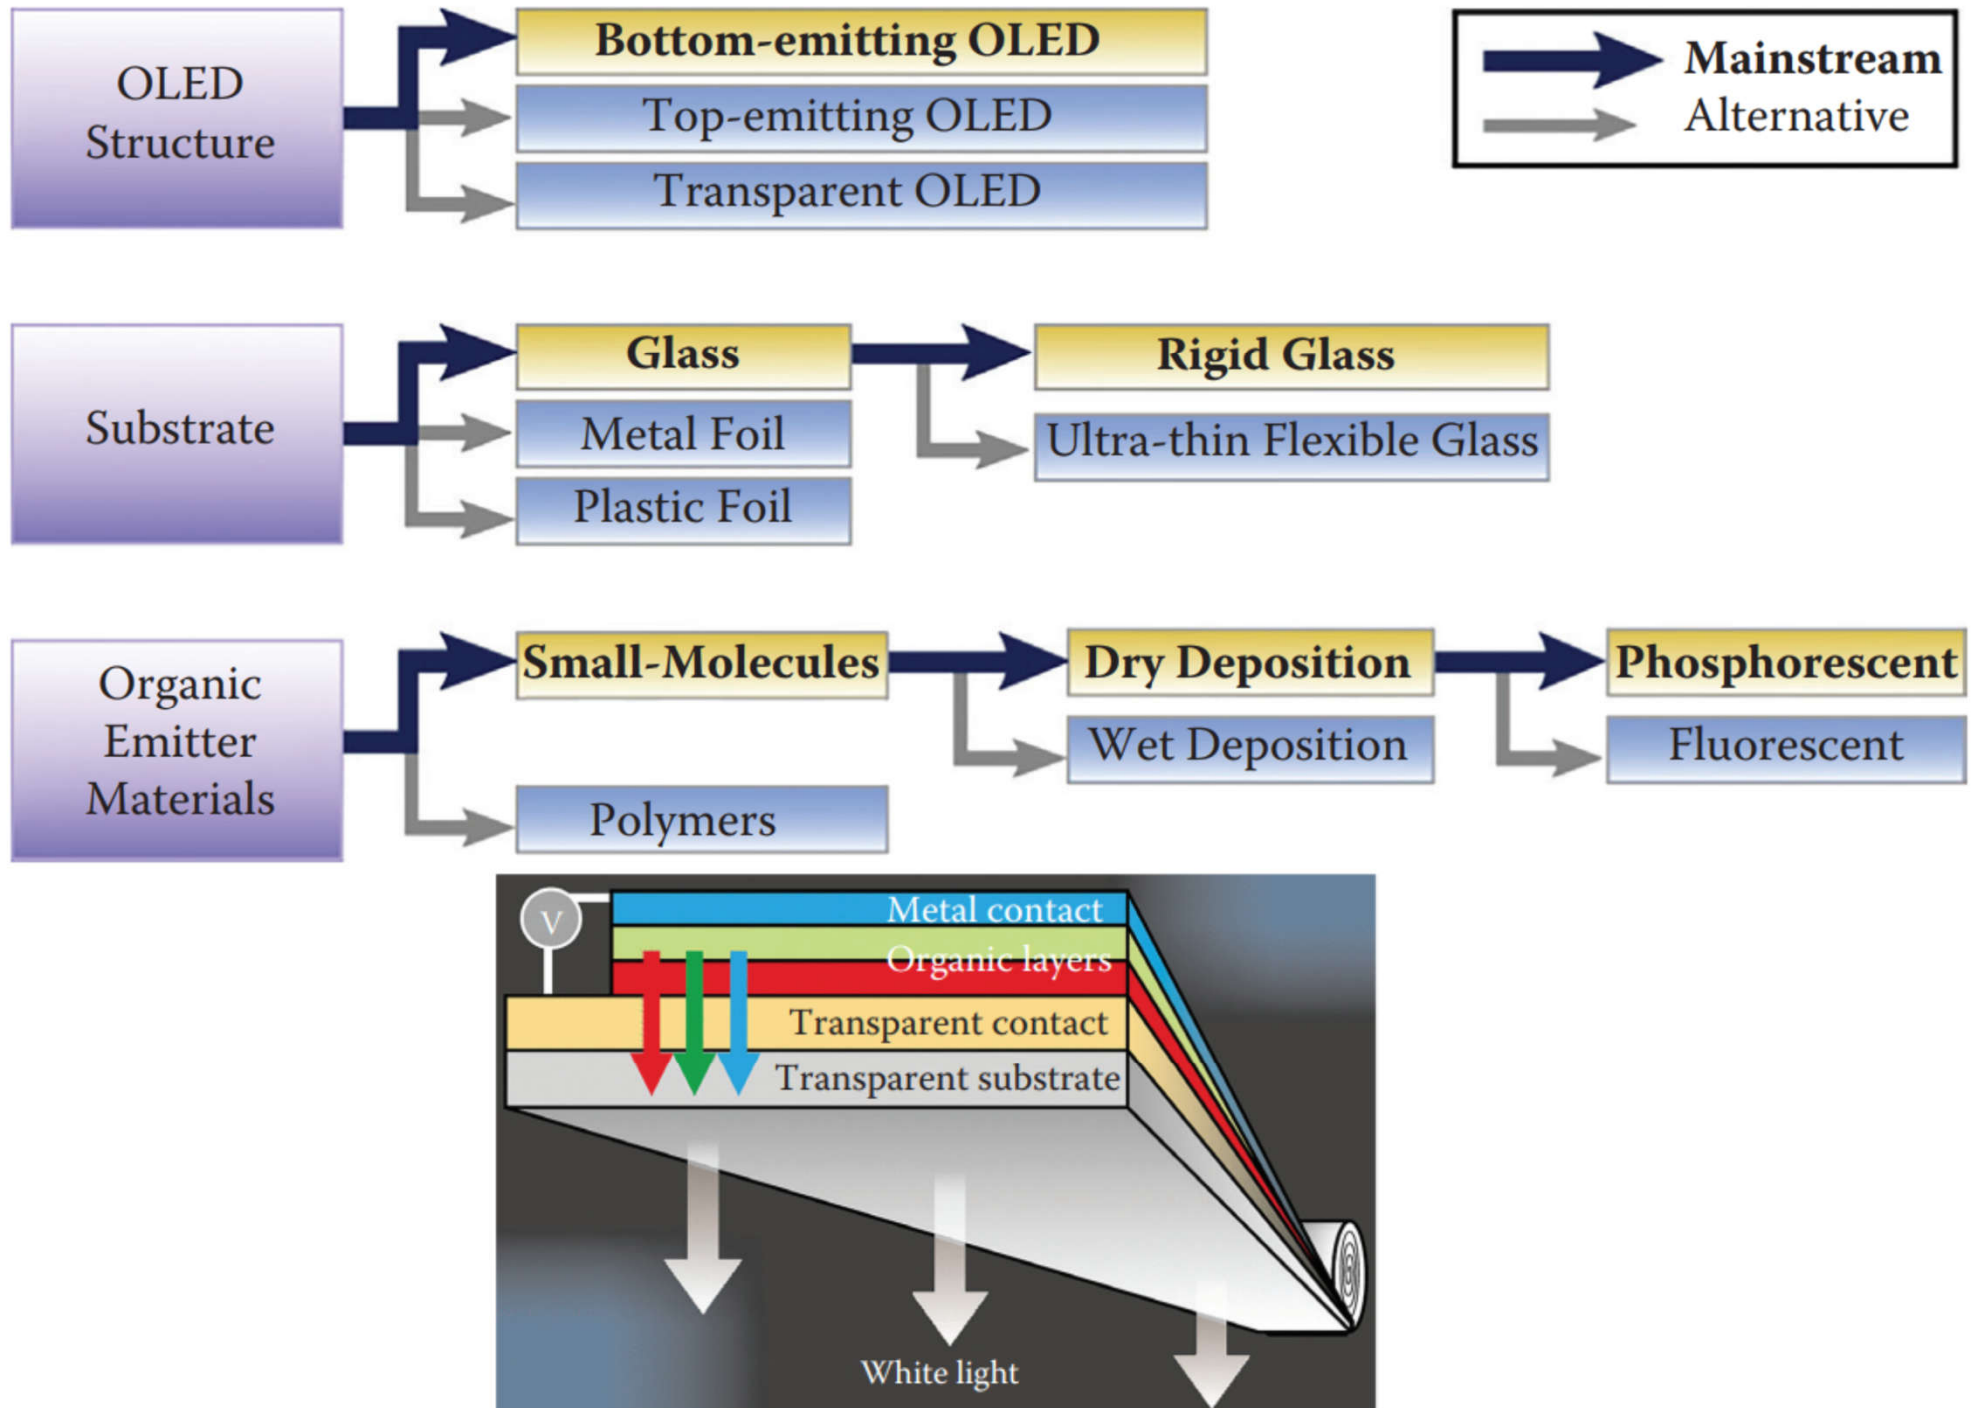 OLED
Structure
Bottom-emitting OLED
Top-emitting OLED
Transparent OLED
Mainstream
Alternative
Substrate
Glass
Metal Foil
Plastic Foil
Rigid Glass
Ultra-thin Flexible Glass
Organic
Emitter
Materials
Small-Molecules
Polymers
Dry Deposition
Wet Deposition
Phosphorescent
Fluorescent
V
Metal contact
Organic layers
Transparent contact
Transparent substrate
White light